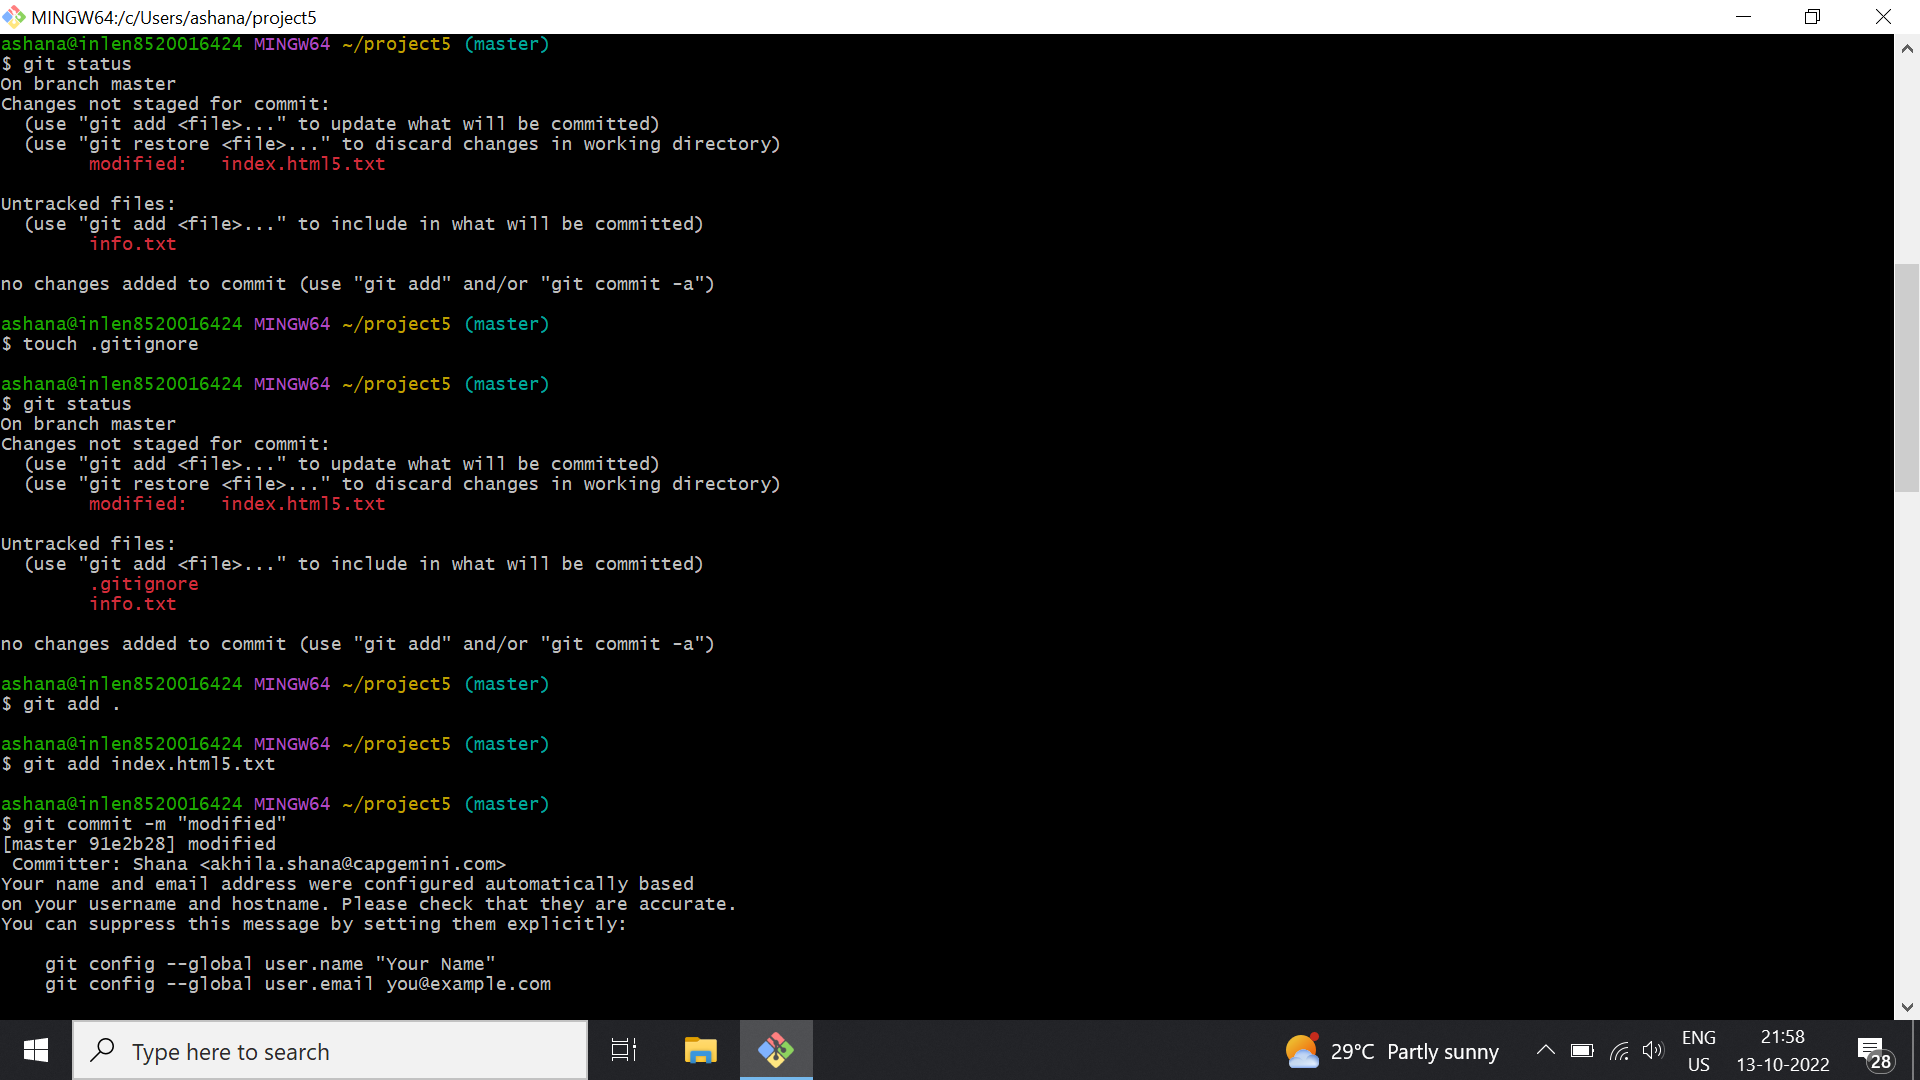 MINGW64:/c/Users/ashana/project5
ashana@inlen8520016424 MINGW64 ~/project5 (master)
$ git status
On branch master
Changes not staged for commit:
  (use "git add <file>..." to update what will be committed)
  (use "git restore <file>..." to discard changes in working directory)
        modified:   index.html5.txt

Untracked files:
  (use "git add <file>..." to include in what will be committed)
        info.txt

no changes added to commit (use "git add" and/or "git commit -a")

ashana@inlen8520016424 MINGW64 ~/project5 (master)
$ touch .gitignore

ashana@inlen8520016424 MINGW64 ~/project5 (master)
$ git status
On branch master
Changes not staged for commit:
  (use "git add <file>..." to update what will be committed)
  (use "git restore <file>..." to discard changes in working directory)
        modified:   index.html5.txt

Untracked files:
  (use "git add <file>..." to include in what will be committed)
        .gitignore
        info.txt

no changes added to commit (use "git add" and/or "git commit -a")

ashana@inlen8520016424 MINGW64 ~/project5 (master)
$ git add .

ashana@inlen8520016424 MINGW64 ~/project5 (master)
$ git add index.html5.txt

ashana@inlen8520016424 MINGW64 ~/project5 (master)
$ git commit -m "modified"
[master 91e2b28] modified
 Committer: Shana <akhila.shana@capgemini.com>
Your name and email address were configured automatically based
on your username and hostname. Please check that they are accurate.
You can suppress this message by setting them explicitly:

    git config --global user.name "Your Name"
    git config --global user.email you@example.com

Type here to search
29°C Partly sunny
ENG
US
21:58
13-10-2022
28